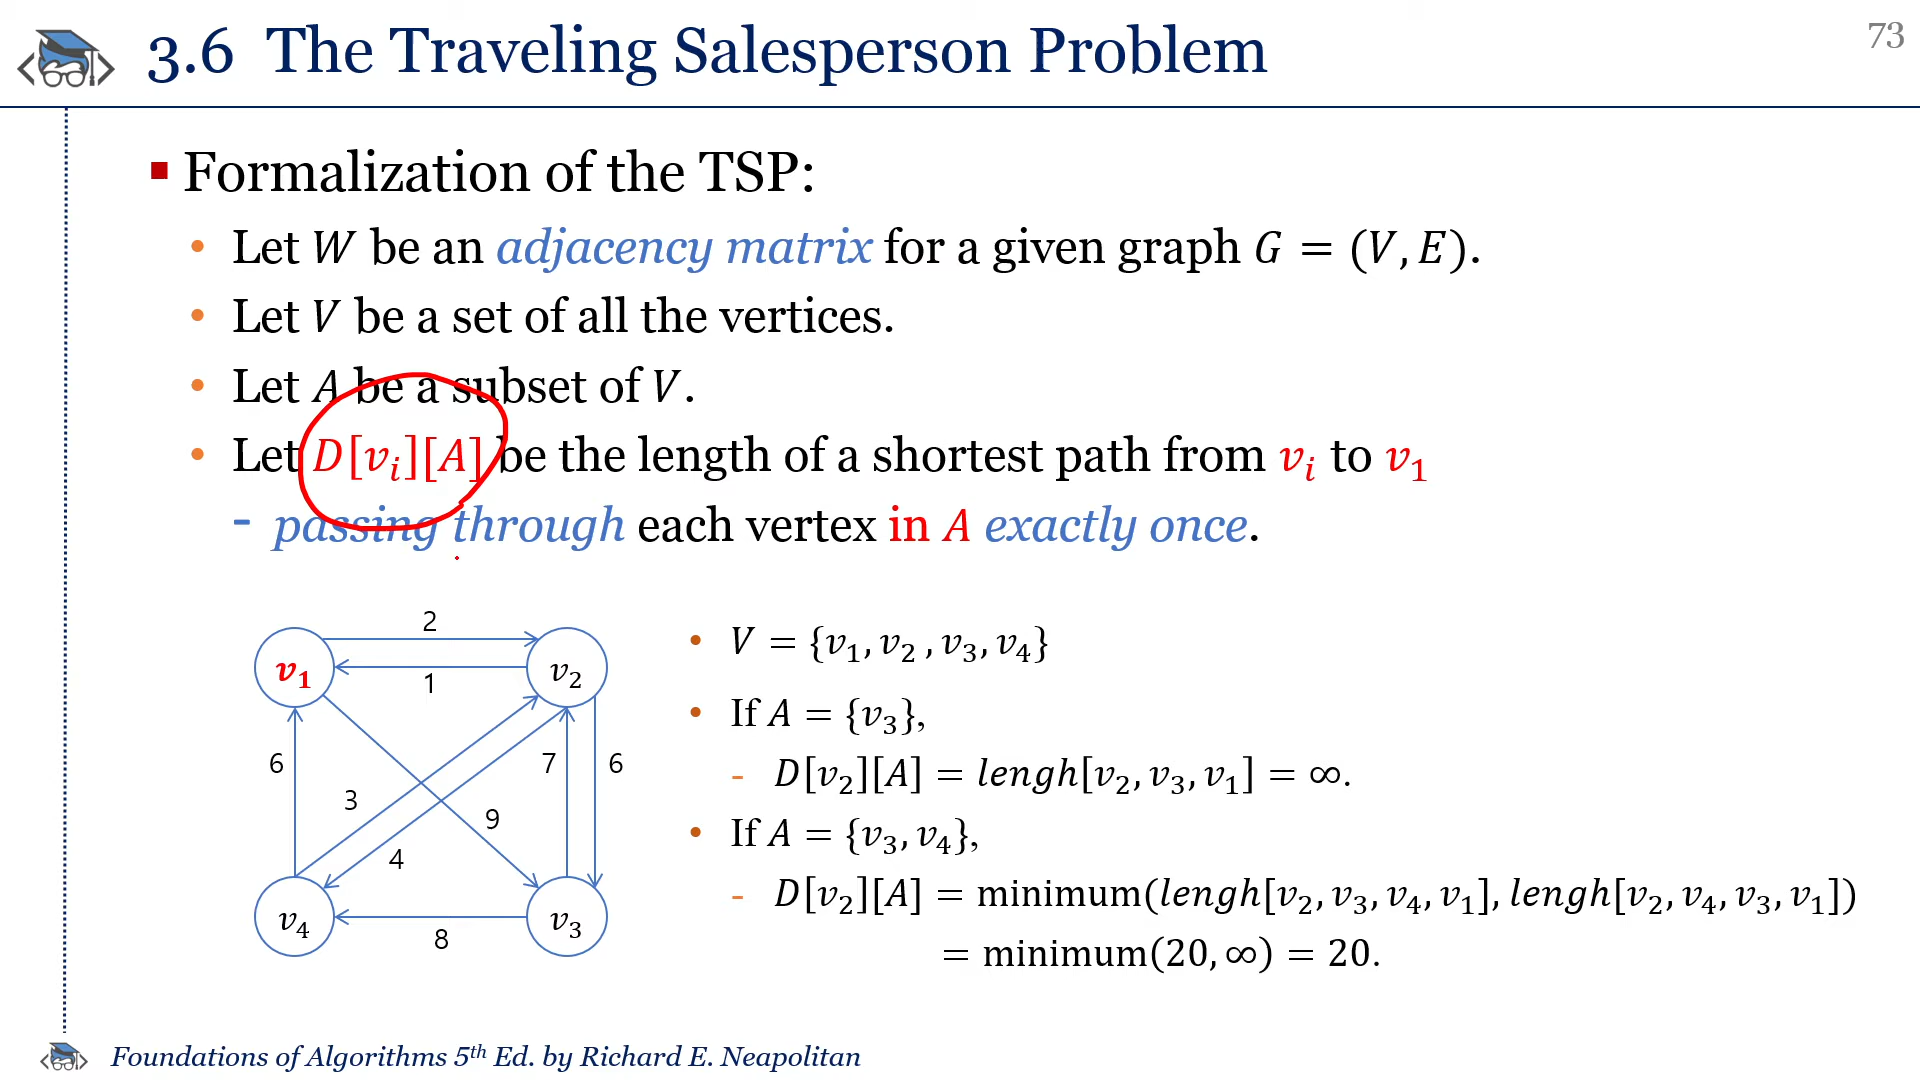 3.6 The Traveling Salesperson Problem
73
Formalization of the TSP:
Let W be an adjacency matrix for a given graph G = (V, E).
Let V be a set of all the vertices.
Let A be a subset of V.
Let D[v_i][A] be the length of a shortest path from v_i to v_1
- passing through each vertex in A exactly once.
2
v_1
v_2
1
6
7
6
3
9
4
v_4
v_3
8
V = {v_1, v_2 , v_3, v_4}
If A = {v_3},
- D[v_2][A] = lengh[v_2, v_3, v_1] = ∞.
If A = {v_3, v_4},
- D[v_2][A] = minimum(lengh[v_2, v_3, v_4, v_1], lengh[v_2, v_4, v_3, v_1])
= minimum(20, ∞) = 20.
Foundations of Algorithms 5th Ed. by Richard E. Neapolitan